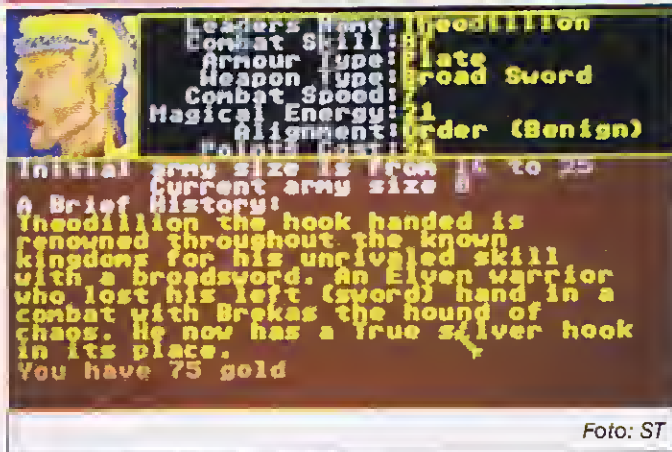 Leaders Name:Theodillion
Combat Skill:
Armour Type:Plate
Weapon Type:Broad Sword
Combat Speed:
Magical Energy:21
Alignment:Order (Benign)
Points Cost:
Initial army size is from to 25
Current army size 0
A Brief History:
Theodillion the hook handed is
renowned throughout the known
kingdoms for his unrivaled skill
with a broadsword. An Elven warrior
who lost his left (sword) hand in a
combat with Brekas the hound of
chaos. He now has a True silver hook
in its place.
You have 75 gold
Foto: ST